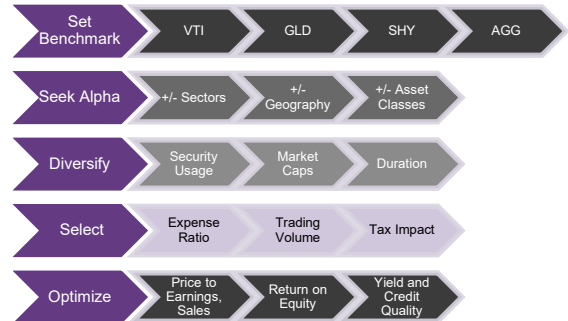 Set
Benchmark
VTI
GLD
SHY
AGG
Seek Alpha
+/- Sectors
+/-
Geography
+/- Asset
Classes
Diversify
Security
Usage
Market
Caps
Duration
Select
Expense
Ratio
Trading
Volume
Tax Impact
Optimize
Price to
Earnings,
Sales
Return on
Equity
Yield and
Credit
Quality